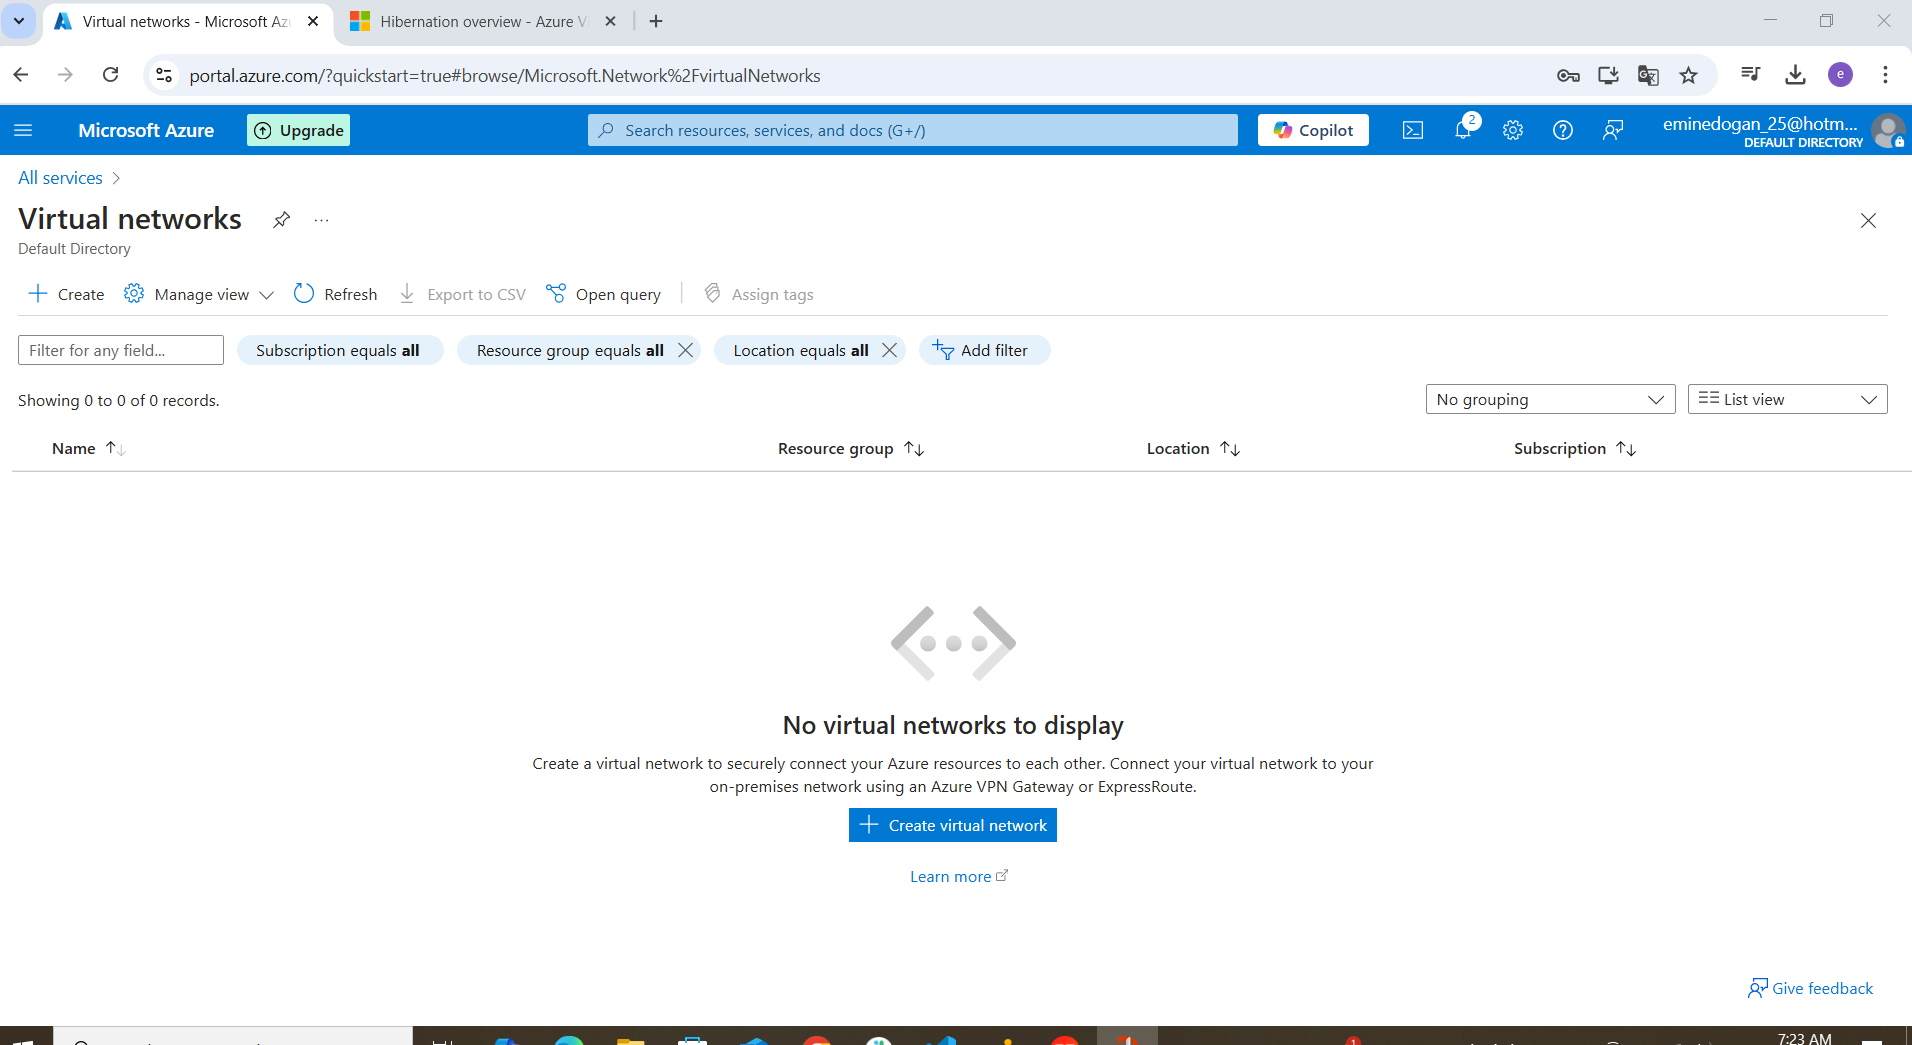 Virtual networks - Microsoft Az
Hibernation overview - Azure Vi
portal.azure.com/?quickstart=true#browse/Microsoft.Network%2FvirtualNetworks
e
Microsoft Azure
Upgrade
Search resources, services, and docs (G+/)
Copilot
2
eminedogan_25@hotm...
DEFAULT DIRECTORY
All services
Virtual networks
...
Default Directory
Create
Manage view
Refresh
Export to CSV
Open query
Assign tags
Filter for any field...
Subscription equals all
Resource group equals all
Location equals all
Add filter
Showing 0 to 0 of 0 records.
No grouping
List view
Name
Resource group
Location
Subscription
No virtual networks to display
Create a virtual network to securely connect your Azure resources to each other. Connect your virtual network to your
on-premises network using an Azure VPN Gateway or ExpressRoute.
Create virtual network
Learn more
Give feedback
1
7:23 AM